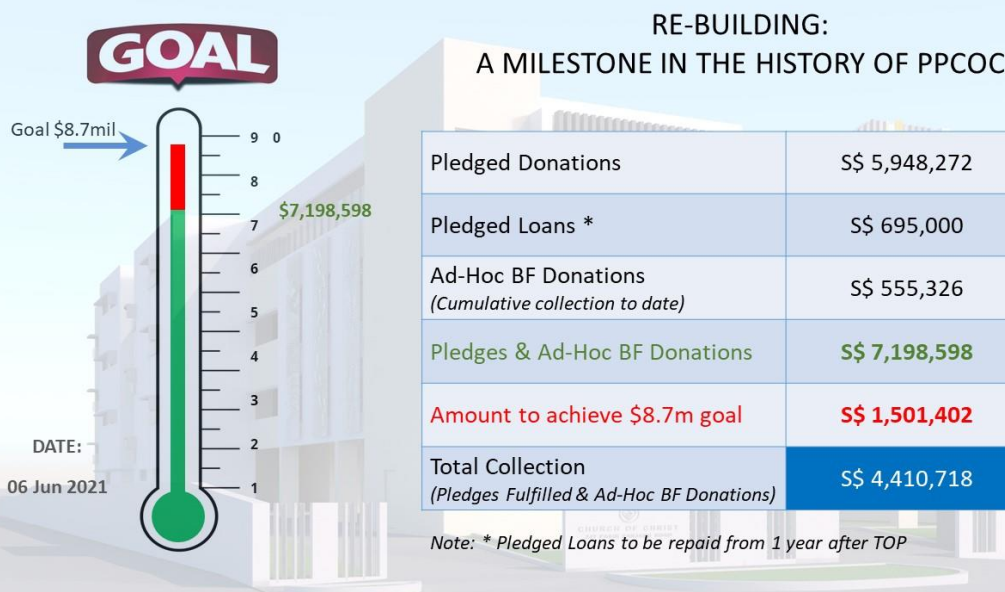 GOAL
RE-BUILDING:
A MILESTONE IN THE HISTORY OF PPCOC
Goal $8.7mil
9 0
8
$7,198,598
7
6
5
4
3
2
1
DATE:
06 Jun 2021
Pledged Donations S$ 5,948,272
Pledged Loans * S$ 695,000
Ad-Hoc BF Donations
(Cumulative collection to date) S$ 555,326
Pledges & Ad-Hoc BF Donations S$ 7,198,598
Amount to achieve $8.7m goal S$ 1,501,402
Total Collection
(Pledges Fulfilled & Ad-Hoc BF Donations) S$ 4,410,718
CHURCH OF CHRIST
Note: * Pledged Loans to be repaid from 1 year after TOP